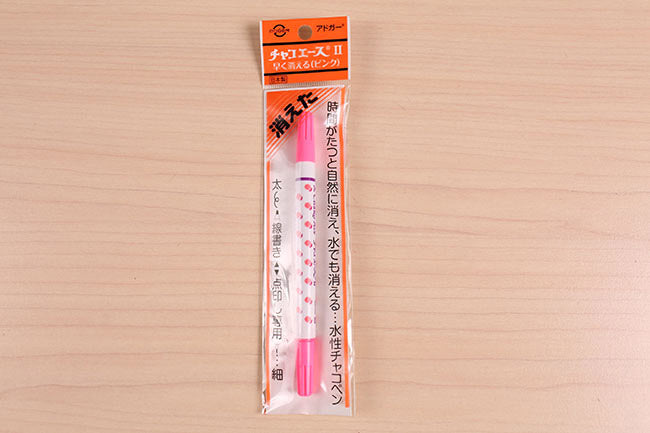 アドガー®
チャコエース® II
早く消える(ピンク)
日本製
消えた
時間がたつと自然に消え、水でも消える…水性チャコペン
太
線書き▲▼点印し専用!…細